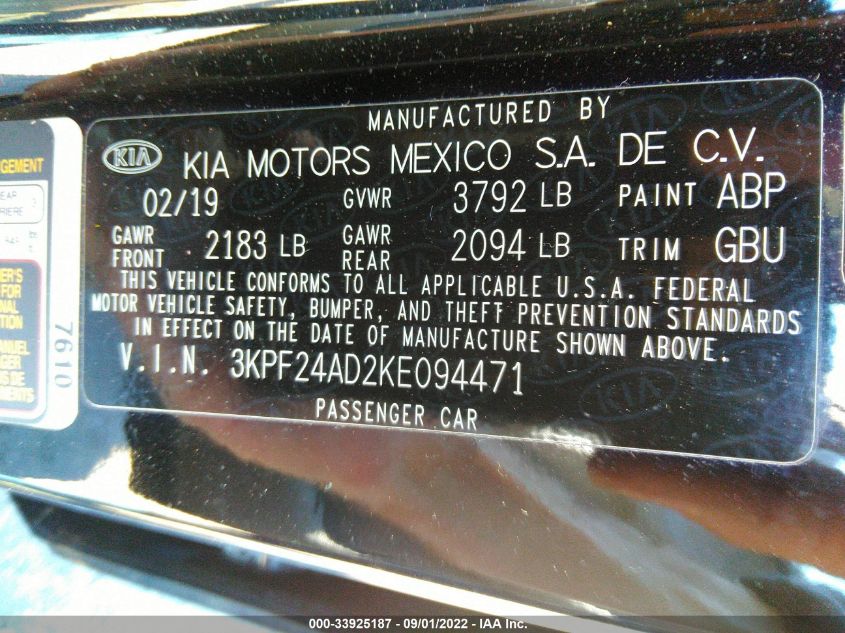 MANUFACTURED BY
KIA KIA MOTORS MEXICO S.A. DE C.V.
02/19 GVWR 3792 LB PAINT ABP
GAWR FRONT 2183 LB GAWR REAR 2094 LB TRIM GBU
THIS VEHICLE CONFORMS TO ALL APPLICABLE U.S.A. FEDERAL
MOTOR VEHICLE SAFETY, BUMPER, AND THEFT PREVENTION STANDARDS
IN EFFECT ON THE DATE OF MANUFACTURE SHOWN ABOVE.
V.I.N. 3KPF24AD2KE094471
PASSENGER CAR
7610
000-33925187 - 09/01/2022 - IAA Inc.